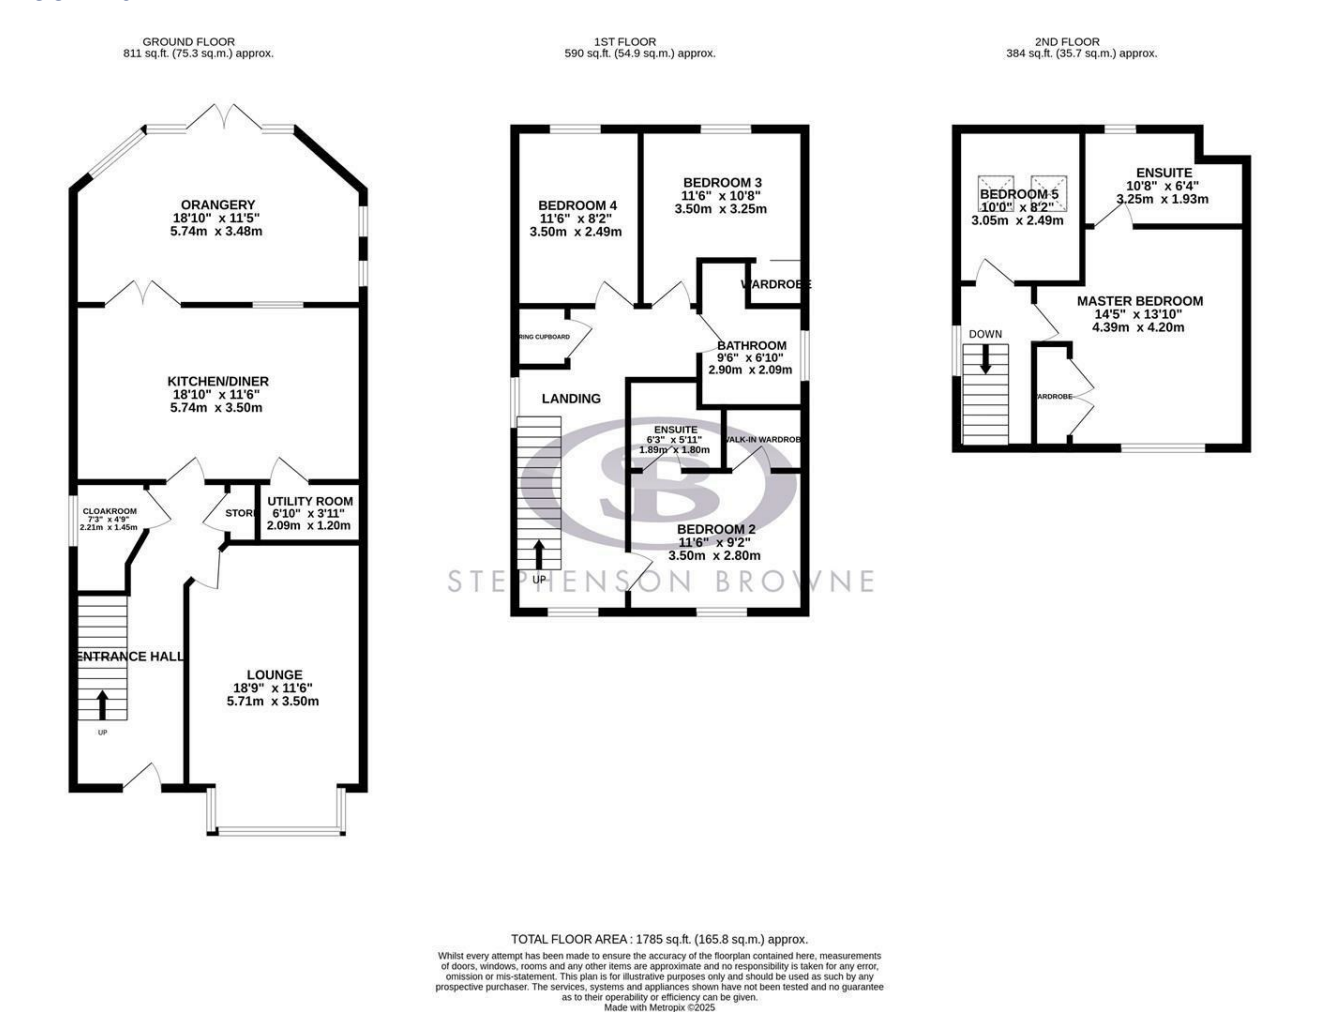 GROUND FLOOR
811 sq.ft. (75.3 sq.m.) approx.
ORANGERY
18'10" x 11'5"
5.74m x 3.48m
KITCHEN/DINER
18'10" x 11'6"
5.74m x 3.50m
CLOAKROOM
7'3" x 4'9"
2.21m x 1.45m
STORE
UTILITY ROOM
6'10" x 3'11"
2.09m x 1.20m
ENTRANCE HALL
UP
LOUNGE
18'9" x 11'6"
5.71m x 3.50m
1ST FLOOR
590 sq.ft. (54.9 sq.m.) approx.
BEDROOM 4
11'6" x 8'2"
3.50m x 2.49m
BEDROOM 3
11'6" x 10'8"
3.50m x 3.25m
WARDROBE
RING CUPBOARD
BATHROOM
9'6" x 6'10"
2.90m x 2.09m
LANDING
ENSUITE
6'3" x 5'11"
1.89m x 1.80m
WALK-IN WARDROBE
BEDROOM 2
11'6" x 9'2"
3.50m x 2.80m
UP
SB
STEPHENSON BROWNE
2ND FLOOR
384 sq.ft. (35.7 sq.m.) approx.
BEDROOM 5
10'0" x 8'2"
3.05m x 2.49m
ENSUITE
10'8" x 6'4"
3.25m x 1.93m
MASTER BEDROOM
14'5" x 13'10"
4.39m x 4.20m
DOWN
WARDROBE
TOTAL FLOOR AREA : 1785 sq.ft. (165.8 sq.m.) approx.
Whilst every attempt has been made to ensure the accuracy of the floorplan contained here, measurements
of doors, windows, rooms and any other items are approximate and no responsibility is taken for any error,
omission or mis-statement. This plan is for illustrative purposes only and should be used as such by any
prospective purchaser. The services, systems and appliances shown have not been tested and no guarantee
as to their operability or efficiency can be given.
Made with Metropix ©2025